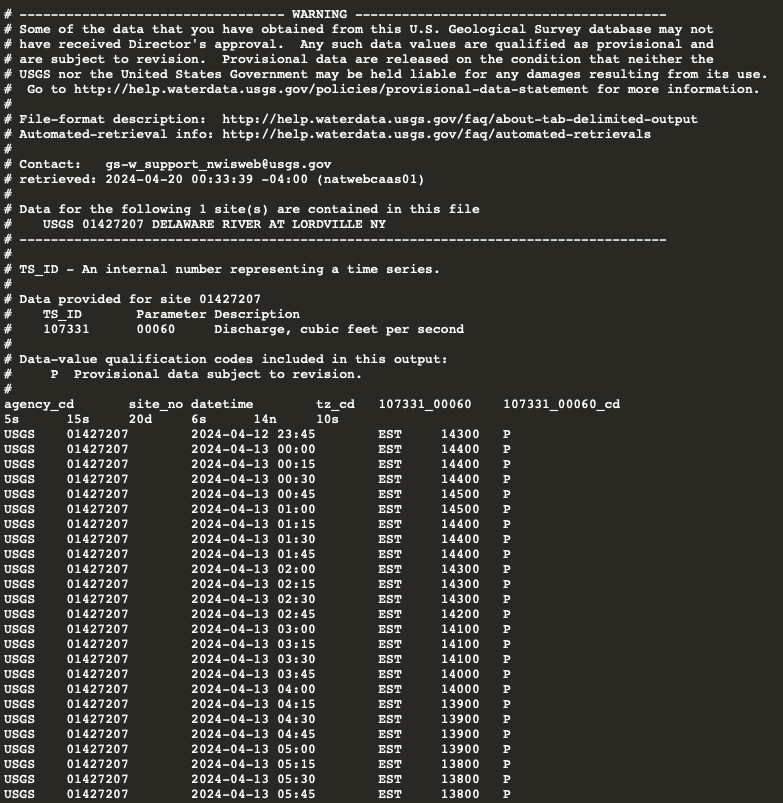 # ---------------------------------- WARNING ----------------------------------------
# Some of the data that you have obtained from this U.S. Geological Survey database may not
# have received Director's approval.  Any such data values are qualified as provisional and
# are subject to revision.  Provisional data are released on the condition that neither the
# USGS nor the United States Government may be held liable for any damages resulting from its use.
#  Go to http://help.waterdata.usgs.gov/policies/provisional-data-statement for more information.
#
# File-format description:  http://help.waterdata.usgs.gov/faq/about-tab-delimited-output
# Automated-retrieval info: http://help.waterdata.usgs.gov/faq/automated-retrievals
#
# Contact:   gs-w_support_nwisweb@usgs.gov
# retrieved: 2024-04-20 00:33:39 -04:00 (natwebcaas01)
#
# Data for the following 1 site(s) are contained in this file
#    USGS 01427207 DELAWARE RIVER AT LORDVILLE NY
# -----------------------------------------------------------------------------------
#
# TS_ID - An internal number representing a time series.
#
# Data provided for site 01427207
#    TS_ID       Parameter Description
#    107331      00060     Discharge, cubic feet per second
#
# Data-value qualification codes included in this output:
#     P  Provisional data subject to revision.
#
agency_cd	site_no	datetime	tz_cd	107331_00060	107331_00060_cd
5s	15s	20d	6s	14n	10s
USGS	01427207	2024-04-12 23:45	EST	14300	P
USGS	01427207	2024-04-13 00:00	EST	14400	P
USGS	01427207	2024-04-13 00:15	EST	14400	P
USGS	01427207	2024-04-13 00:30	EST	14400	P
USGS	01427207	2024-04-13 00:45	EST	14500	P
USGS	01427207	2024-04-13 01:00	EST	14500	P
USGS	01427207	2024-04-13 01:15	EST	14400	P
USGS	01427207	2024-04-13 01:30	EST	14400	P
USGS	01427207	2024-04-13 01:45	EST	14400	P
USGS	01427207	2024-04-13 02:00	EST	14300	P
USGS	01427207	2024-04-13 02:15	EST	14300	P
USGS	01427207	2024-04-13 02:30	EST	14300	P
USGS	01427207	2024-04-13 02:45	EST	14200	P
USGS	01427207	2024-04-13 03:00	EST	14100	P
USGS	01427207	2024-04-13 03:15	EST	14100	P
USGS	01427207	2024-04-13 03:30	EST	14100	P
USGS	01427207	2024-04-13 03:45	EST	14000	P
USGS	01427207	2024-04-13 04:00	EST	14000	P
USGS	01427207	2024-04-13 04:15	EST	13900	P
USGS	01427207	2024-04-13 04:30	EST	13900	P
USGS	01427207	2024-04-13 04:45	EST	13900	P
USGS	01427207	2024-04-13 05:00	EST	13900	P
USGS	01427207	2024-04-13 05:15	EST	13800	P
USGS	01427207	2024-04-13 05:30	EST	13800	P
USGS	01427207	2024-04-13 05:45	EST	13800	P